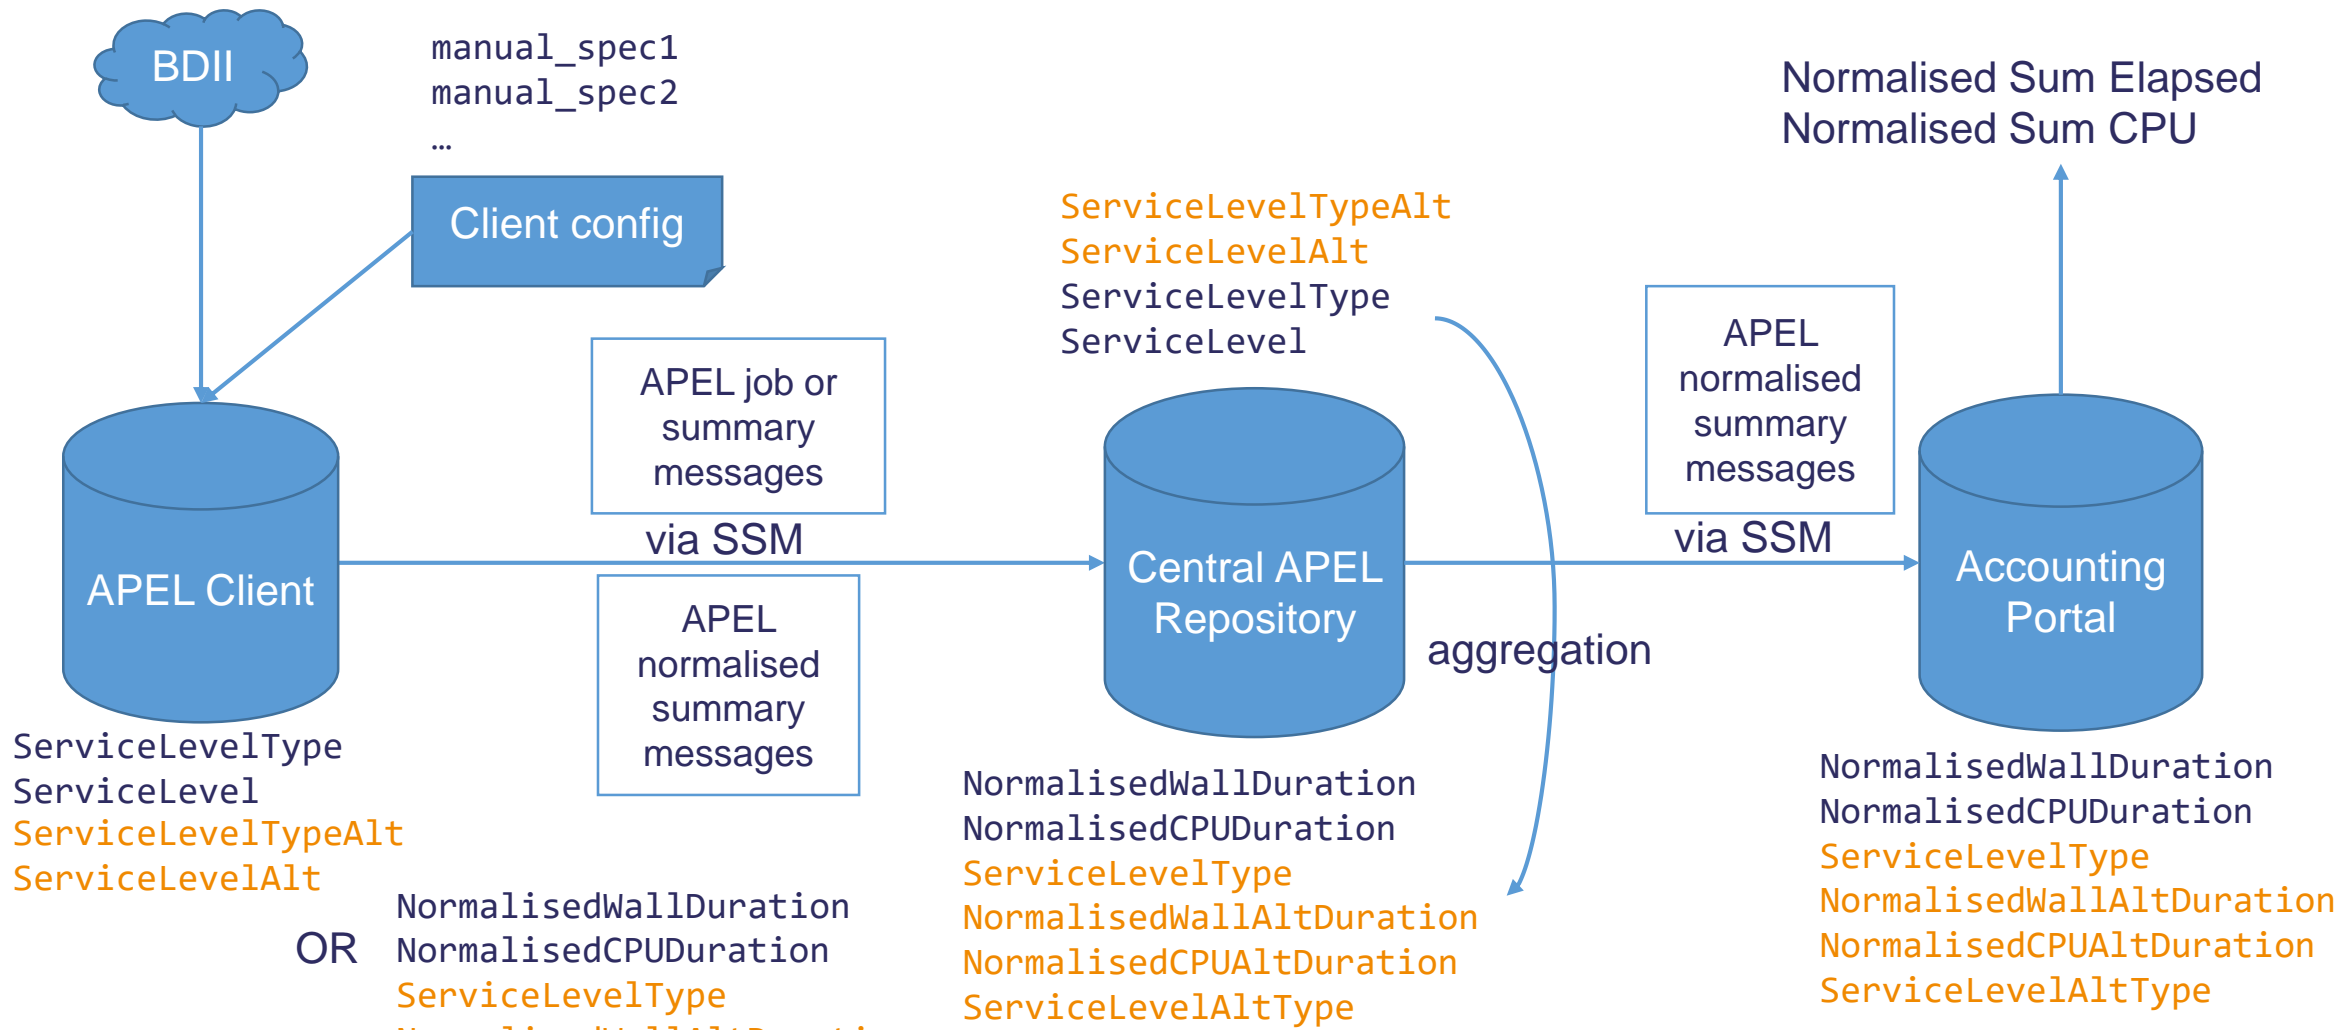 BDII
manual_spec1
manual_spec2
…
Client config
APEL Client
ServiceLevelType
ServiceLevel
ServiceLevelTypeAlt
ServiceLevelAlt
OR
NormalisedWallDuration
NormalisedCPUDuration
ServiceLevelType
APEL job or
summary
messages
via SSM
APEL
normalised
summary
messages
ServiceLevelTypeAlt
ServiceLevelAlt
ServiceLevelType
ServiceLevel
Central APEL
Repository
aggregation
NormalisedWallDuration
NormalisedCPUDuration
ServiceLevelType
NormalisedWallAltDuration
NormalisedCPUAltDuration
ServiceLevelAltType
APEL
normalised
summary
messages
via SSM
Normalised Sum Elapsed
Normalised Sum CPU
Accounting
Portal
NormalisedWallDuration
NormalisedCPUDuration
ServiceLevelType
NormalisedWallAltDuration
NormalisedCPUAltDuration
ServiceLevelAltType